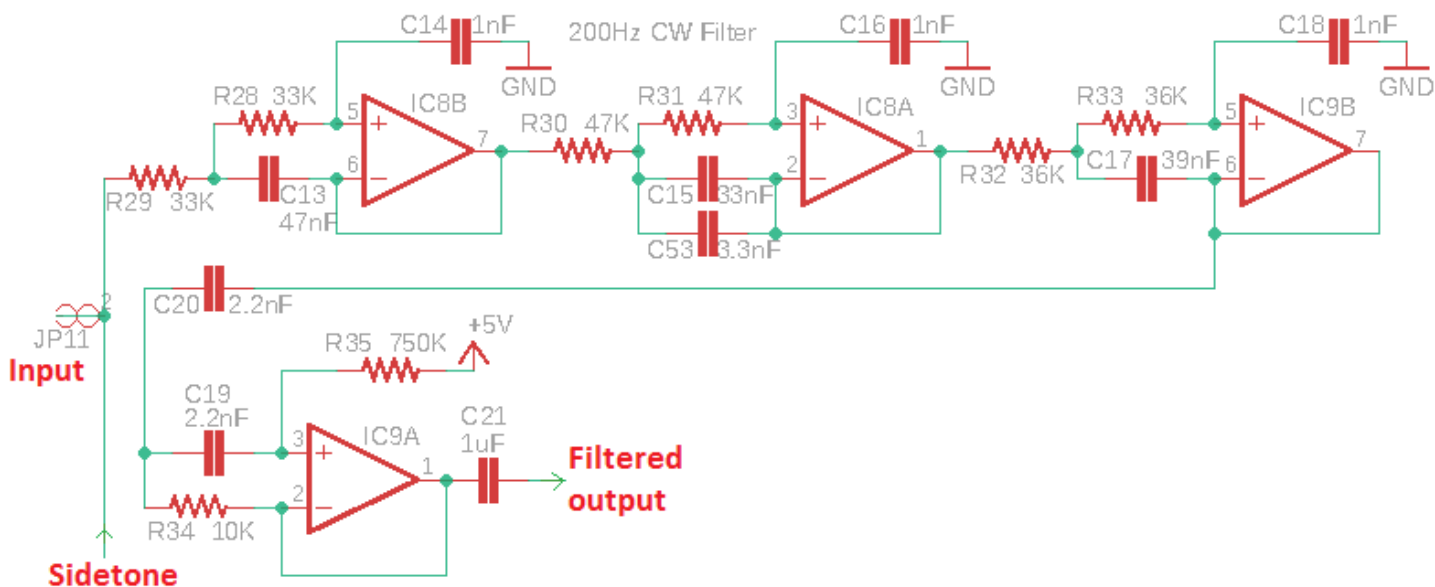 C14 1nF
200Hz CW Filter
C16 1nF
C18 1nF
GND
GND
GND
R28 33K
IC8B
R31 47K
IC8A
R33 36K
IC9B
5
+
7
R30 47K
3
+
1
5
+
7
6
−
2
−
6
−
R29 33K
C13
47nF
C15 33nF
C53 3.3nF
R32 36K
C17 39nF
C20 2.2nF
2
JP11
Input
R35 750K
+5V
C19
2.2nF
IC9A
C21
1uF
3
+
1
2
−
R34 10K
Filtered
output
Sidetone